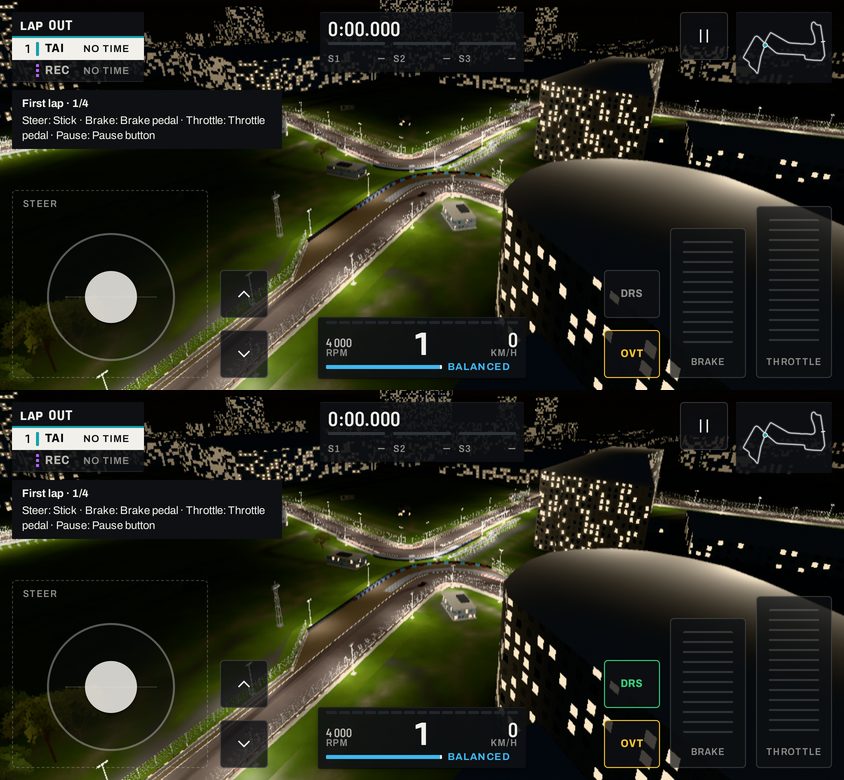 LAP OUT
1 TAI NO TIME
REC NO TIME
0:00.000
S1 – S2 – S3 –
First lap · 1/4
Steer: Stick · Brake: Brake pedal · Throttle: Throttle
pedal · Pause: Pause button
STEER
DRS
OVT
BRAKE
THROTTLE
4 000
RPM
1
0
KM/H
BALANCED
LAP OUT
1 TAI NO TIME
REC NO TIME
0:00.000
S1 – S2 – S3 –
First lap · 1/4
Steer: Stick · Brake: Brake pedal · Throttle: Throttle
pedal · Pause: Pause button
STEER
DRS
OVT
BRAKE
THROTTLE
4 000
RPM
1
0
KM/H
BALANCED